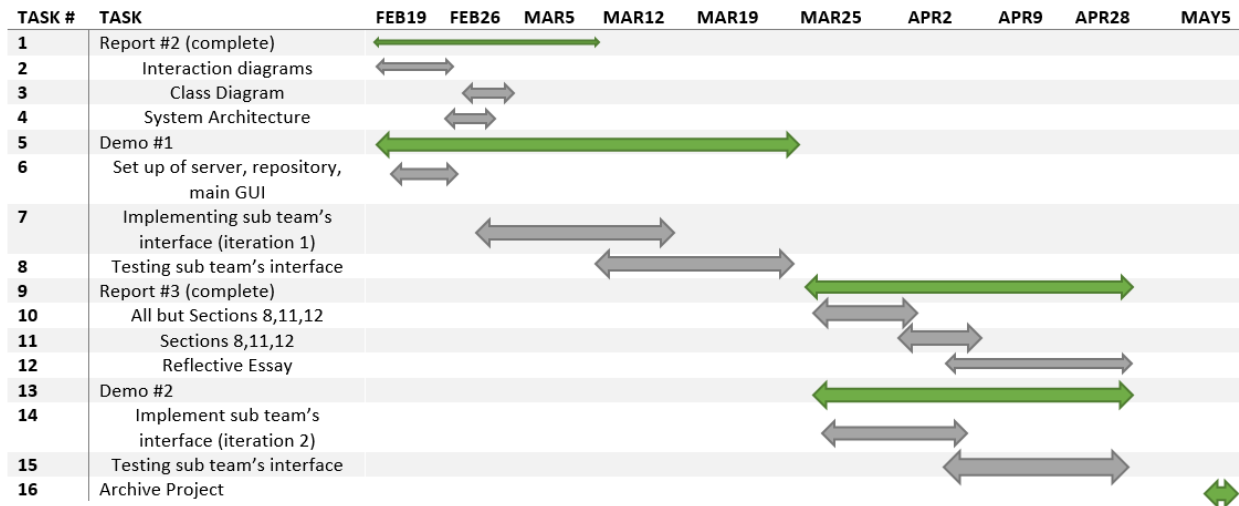 TASK # TASK FEB19 FEB26 MAR5 MAR12 MAR19 MAR25 APR2 APR9 APR28 MAY5
1 Report #2 (complete)
2 Interaction diagrams
3 Class Diagram
4 System Architecture
5 Demo #1
6 Set up of server, repository,
main GUI
7 Implementing sub team’s
interface (iteration 1)
8 Testing sub team’s interface
9 Report #3 (complete)
10 All but Sections 8,11,12
11 Sections 8,11,12
12 Reflective Essay
13 Demo #2
14 Implement sub team’s
interface (iteration 2)
15 Testing sub team’s interface
16 Archive Project